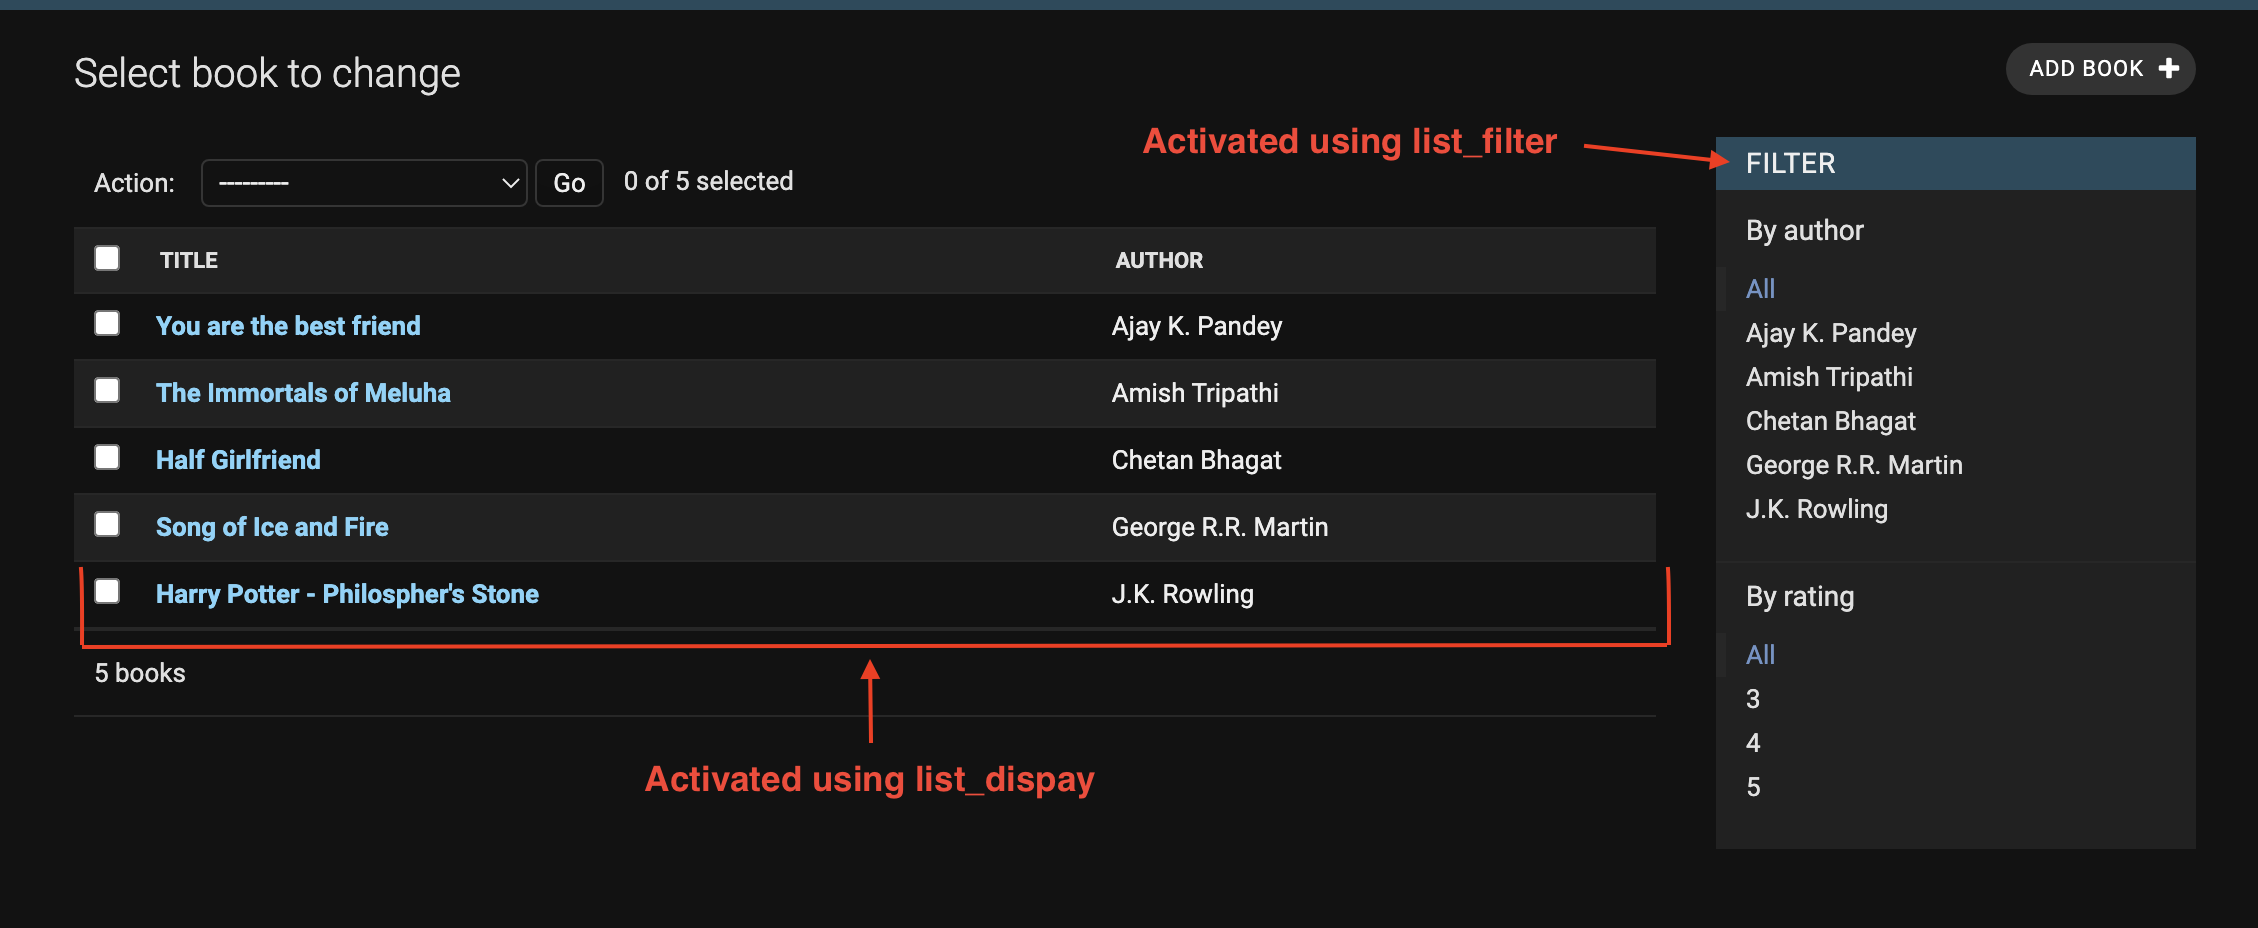 Select book to change
ADD BOOK +
Activated using list_filter
Action: --------- Go 0 of 5 selected
TITLE AUTHOR
You are the best friend Ajay K. Pandey
The Immortals of Meluha Amish Tripathi
Half Girlfriend Chetan Bhagat
Song of Ice and Fire George R.R. Martin
Harry Potter - Philospher's Stone J.K. Rowling
5 books
Activated using list_dispay
FILTER
By author
All
Ajay K. Pandey
Amish Tripathi
Chetan Bhagat
George R.R. Martin
J.K. Rowling
By rating
All
3
4
5